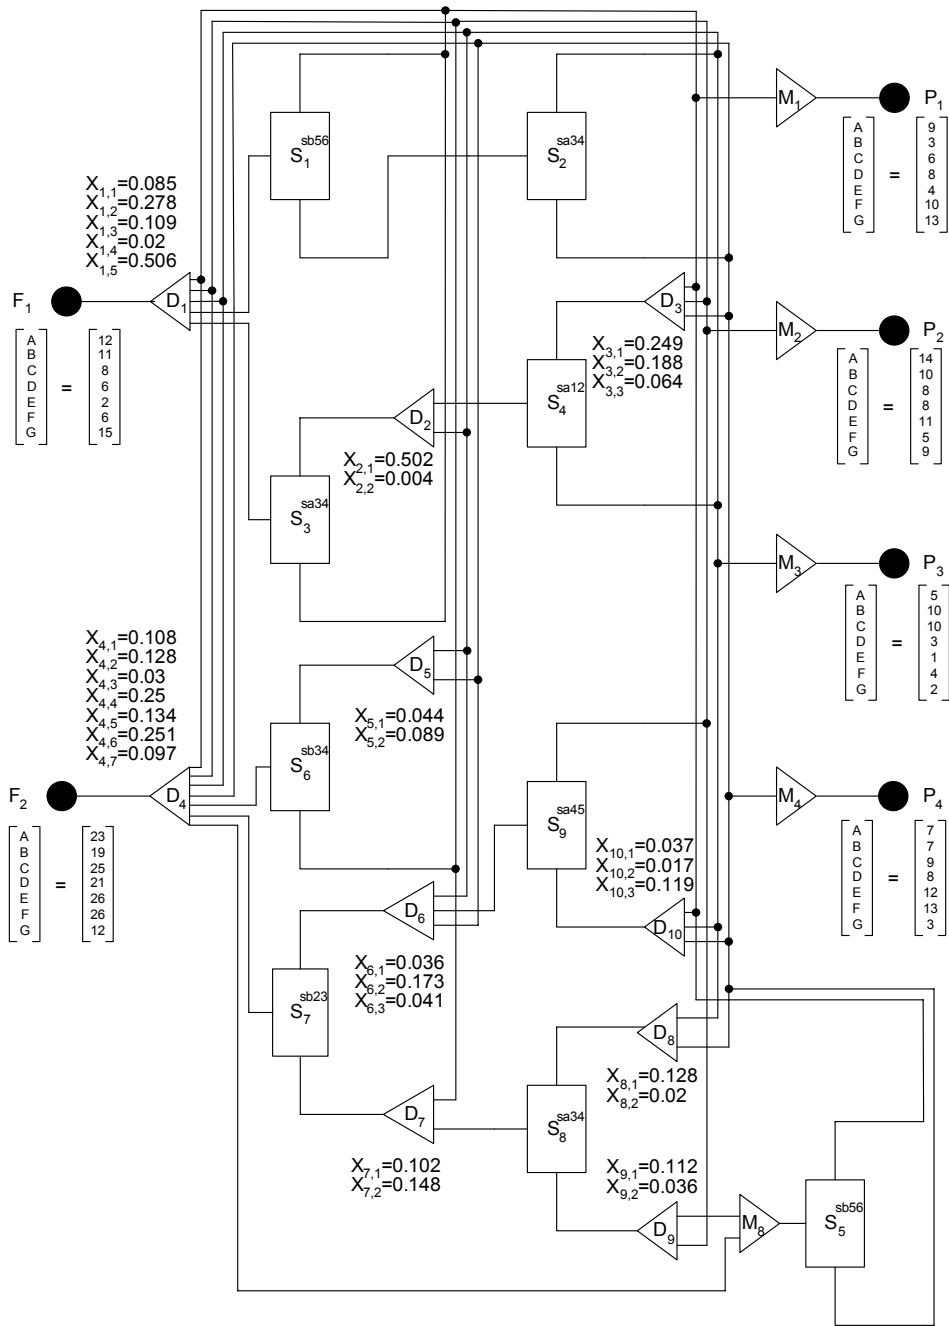 S1 sb56
S2 sa34
M1
P1
A B C D E F G = 9 3 6 8 4 10 13
X1,1=0.085
X1,2=0.278
X1,3=0.109
X1,4=0.02
X1,5=0.506
F1
D1
A B C D E F G = 12 11 8 6 2 6 15
D3
X3,1=0.249
X3,2=0.188
X3,3=0.064
S4 sa12
M2
P2
A B C D E F G = 14 10 8 8 11 5 9
D2
X2,1=0.502
X2,2=0.004
S3 sa34
M3
P3
A B C D E F G = 5 10 10 3 1 4 2
X4,1=0.108
X4,2=0.128
X4,3=0.03
X4,4=0.25
X4,5=0.134
X4,6=0.251
X4,7=0.097
D5
X5,1=0.044
X5,2=0.089
S6 sb34
F2
D4
A B C D E F G = 23 19 25 21 26 26 12
S9 sa45
X10,1=0.037
X10,2=0.017
X10,3=0.119
D10
M4
P4
A B C D E F G = 7 7 9 8 12 13 3
D6
X6,1=0.036
X6,2=0.173
X6,3=0.041
S7 sb23
D8
X8,1=0.128
X8,2=0.02
D7
X7,1=0.102
X7,2=0.148
S8 sa34
X9,1=0.112
X9,2=0.036
D9
M8
S5 sb56